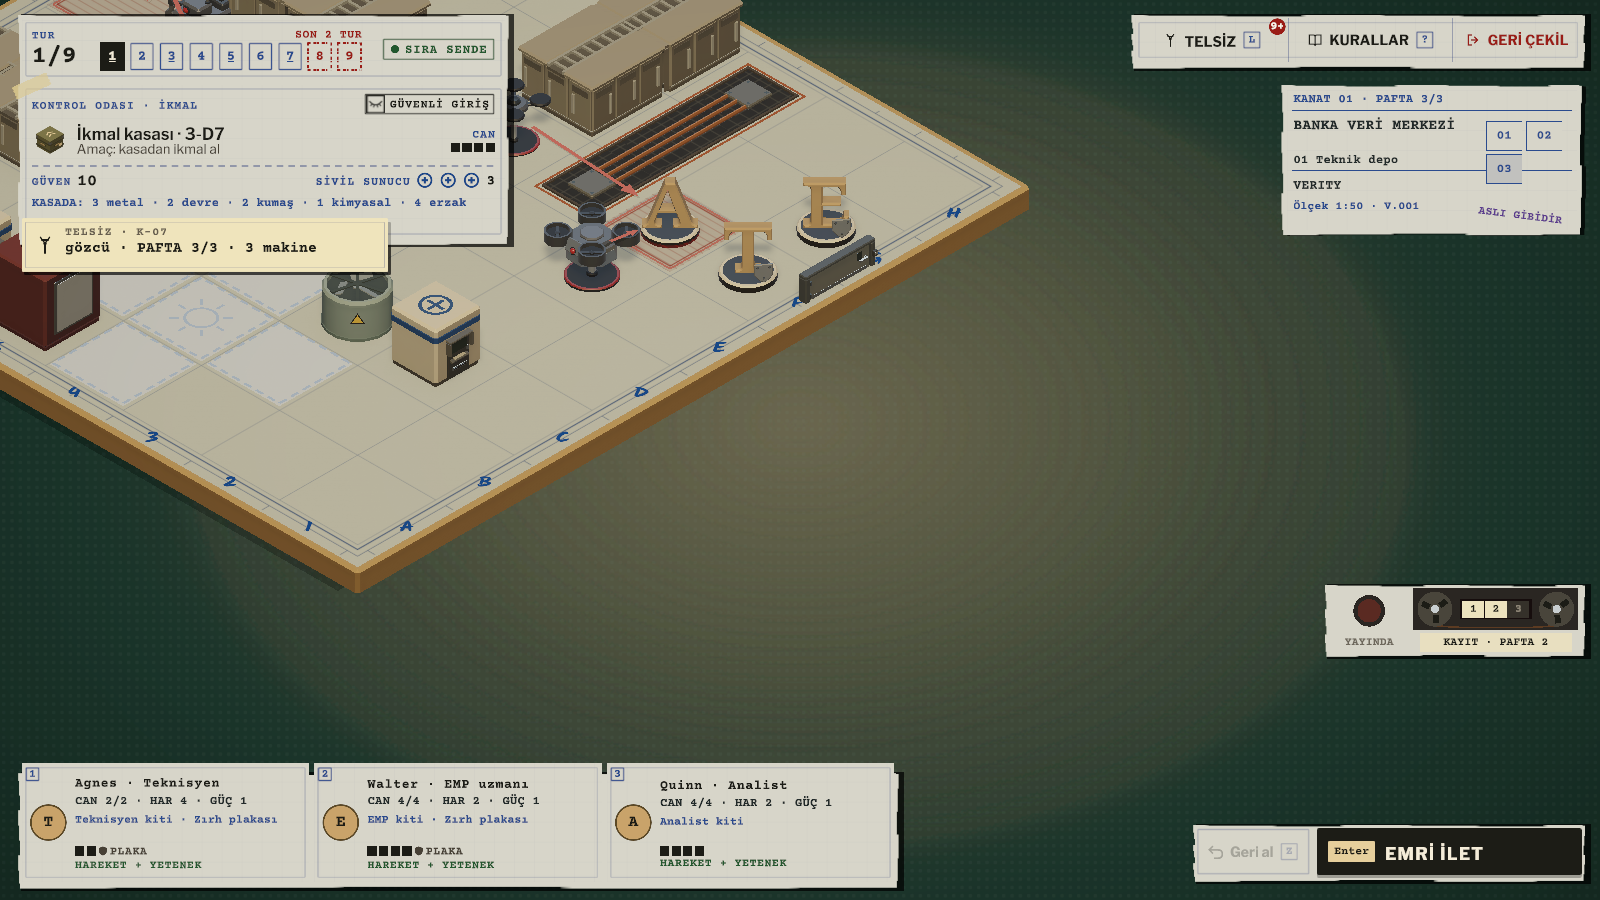 TUR
1/9
1 2 3 4 5 6 7 8 9
SON 2 TUR
SIRA SENDE
KONTROL ODASI · İKMAL
GÜVENLİ GİRİŞ
İkmal kasası · 3-D7
Amaç: kasadan ikmal al
CAN
GÜVEN 10
SİVİL SUNUCU 3
KASADA: 3 metal · 2 devre · 2 kumaş · 1 kimyasal · 4 erzak
TELSİZ · K-07
gözcü · PAFTA 3/3 · 3 makine
TELSİZ L
9+
KURALLAR ?
GERİ ÇEKİL
KANAT 01 · PAFTA 3/3
BANKA VERİ MERKEZİ
01 02
03
01 Teknik depo
VERITY
Ölçek 1:50 · V.001
ASLI GİBİDİR
A
T
E
H
F
E
D
C
B
A
4
3
2
1
YAYINDA
1 2 3
KAYIT · PAFTA 2
1
T
Agnes · Teknisyen
CAN 2/2 · HAR 4 · GÜÇ 1
Teknisyen kiti · Zırh plakası
PLAKA
HAREKET + YETENEK
2
E
Walter · EMP uzmanı
CAN 4/4 · HAR 2 · GÜÇ 1
EMP kiti · Zırh plakası
PLAKA
HAREKET + YETENEK
3
A
Quinn · Analist
CAN 4/4 · HAR 2 · GÜÇ 1
Analist kiti
HAREKET + YETENEK
Geri al Z
Enter EMRİ İLET